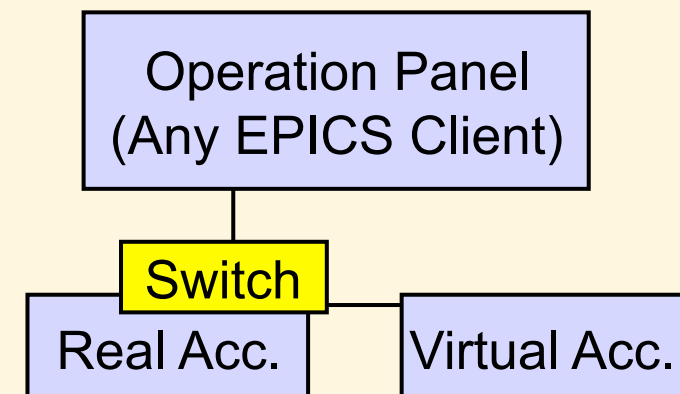 Operation Panel
(Any EPICS Client)
Switch
Real Acc.
Virtual Acc.